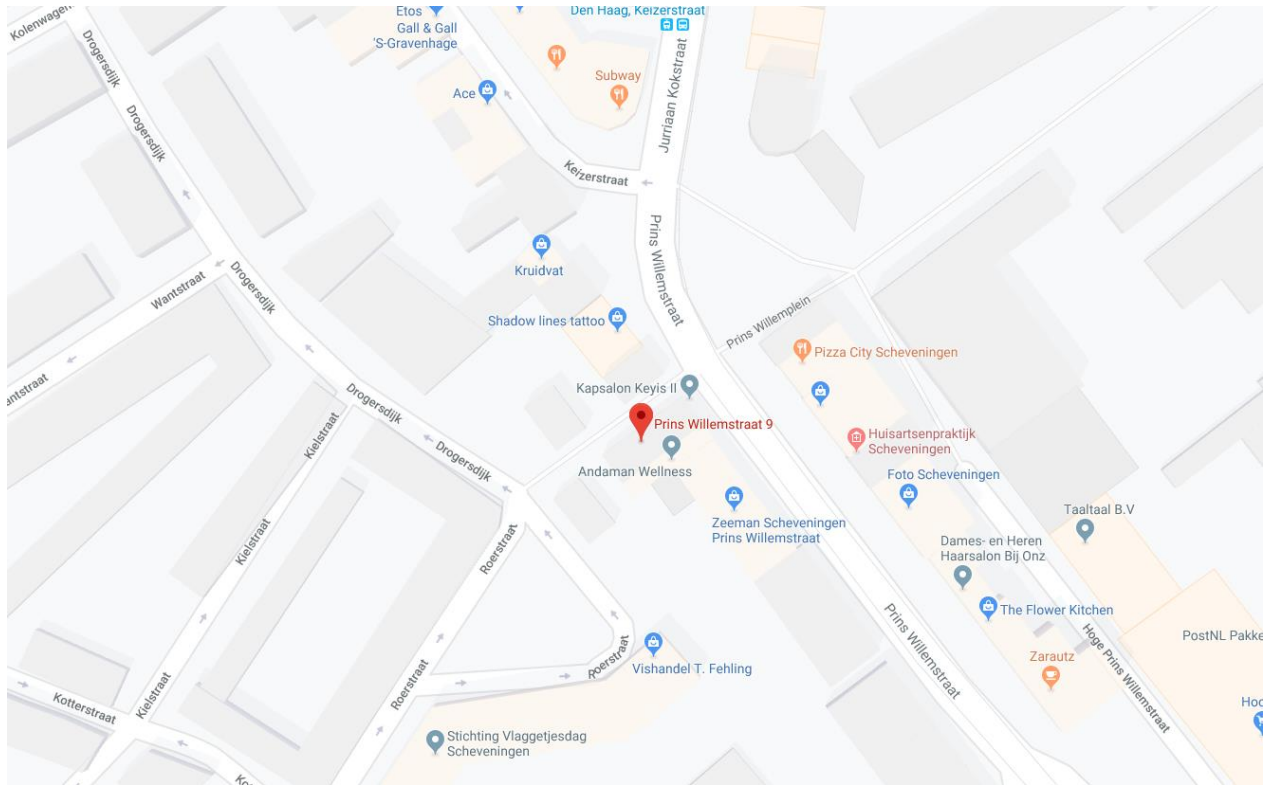 Kolenwagen
Etos
Gall & Gall
'S-Gravenhage
Den Haag, Keizerstraat
Drogersdijk
Subway
Ace
Drogersdijk
Jurriaan Kokstraat
Keizerstraat
Prins Willemstraat
Kruidvat
Drogersdijk
Wantstraat
Prins Willemplein
Shadow lines tattoo
Pizza City Scheveningen
antstraat
Drogersdijk
Kapsalon Keyis II
Kielstraat
Prins Willemstraat 9
Huisartsenpraktijk
Scheveningen
Drogersdijk
Andaman Wellness
Foto Scheveningen
Zeeman Scheveningen
Prins Willemstraat
Taaltaal B.V
Kielstraat
Roerstraat
Dames- en Heren
Haarsalon Bij Onz
The Flower Kitchen
Prins Willemstraat
Hoge Prins Willemstraat
PostNL Pakke
Roerstraat
Vishandel T. Fehling
Zarautz
Roerstraat
Kielstraat
Hoo
Kotterstraat
Stichting Vlaggetjesdag
Scheveningen
Ko